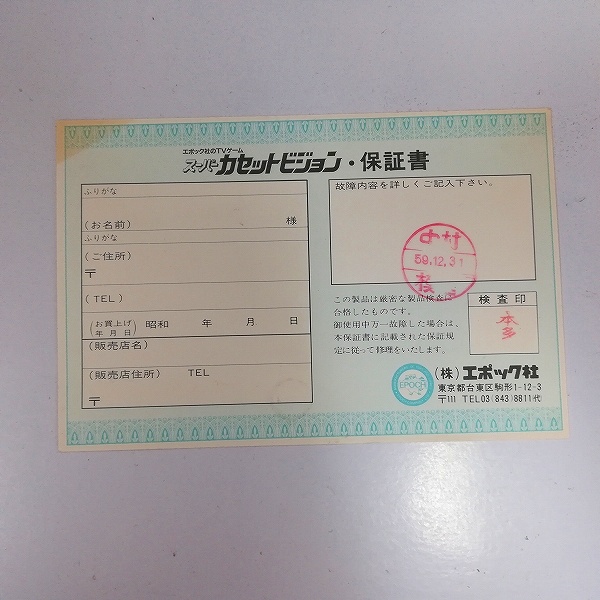 エポック社のTVゲーム
スーパーカセットビジョン・保証書
ふりがな
(お名前) 様
ふりがな
(ご住所)
〒
(TEL)
(お買上げ年月日) 昭和 年 月 日
(販売店名)
(販売店住所) TEL
〒
故障内容を詳しくご記入下さい。
中村
59.12.31
この製品は厳密な製品検査に
合格したものです。
御使用中万一故障した場合は、
本保証書に記載された保証規
定に従って修理をいたします。
検査印
本多
EPOCH
(株)エポック社
東京都台東区駒形1-12-3
〒111 TEL03(843)8811(代)